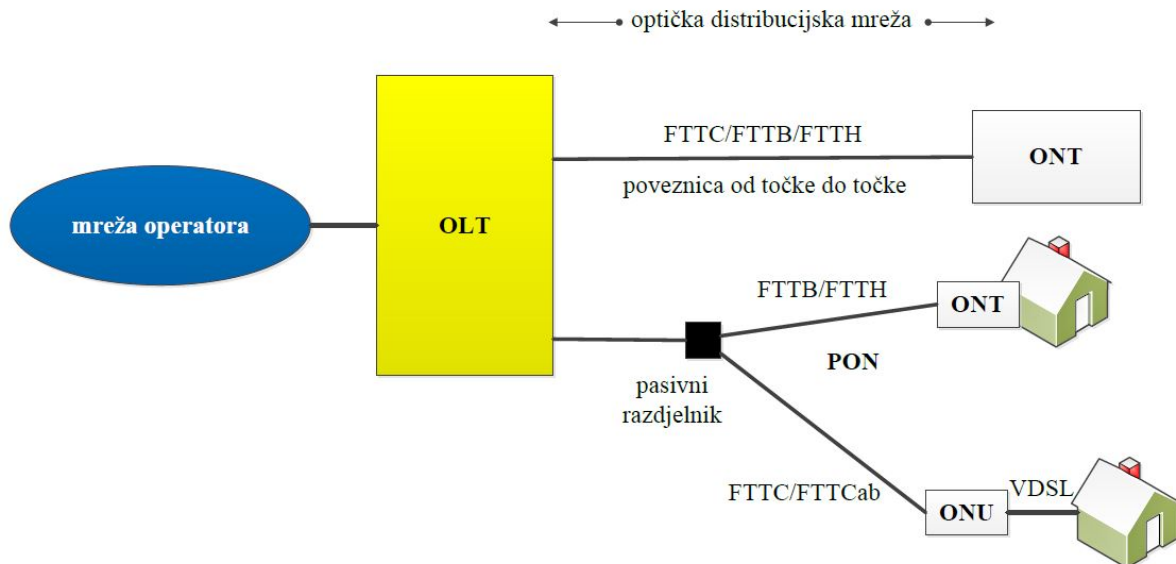 optička distribucijska mreža
FTTC/FTTB/FTTH
ONT
poveznica od točke do točke
mreža operatora
OLT
FTTB/FTTH
ONT
PON
pasivni
razdjelnik
FTTC/FTTCab
ONU
VDSL